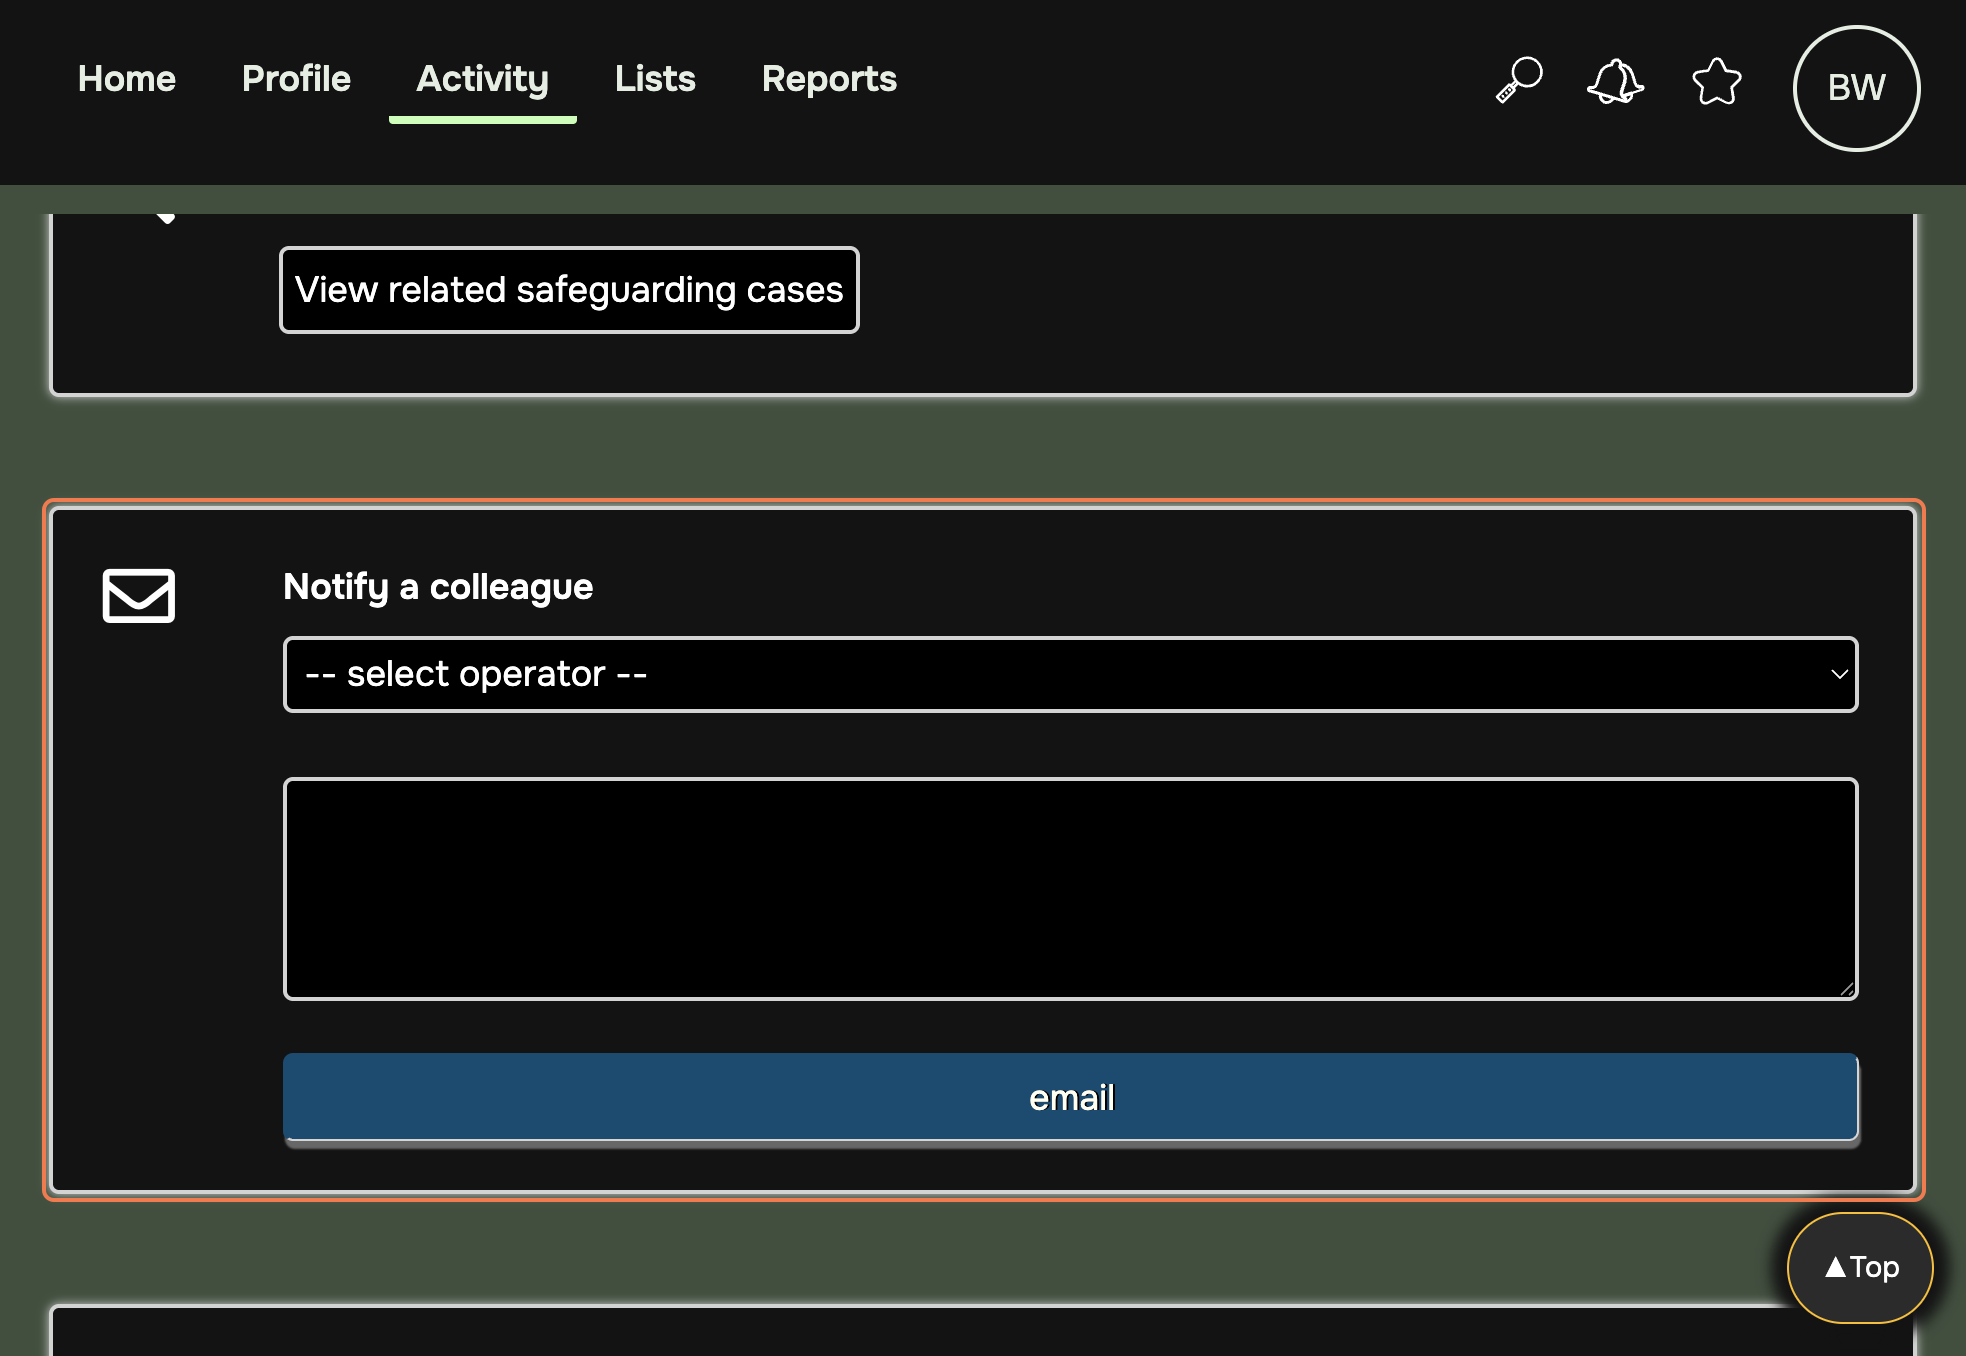 Home Profile Activity Lists Reports BW
View related safeguarding cases
Notify a colleague
-- select operator --
email
▲Top